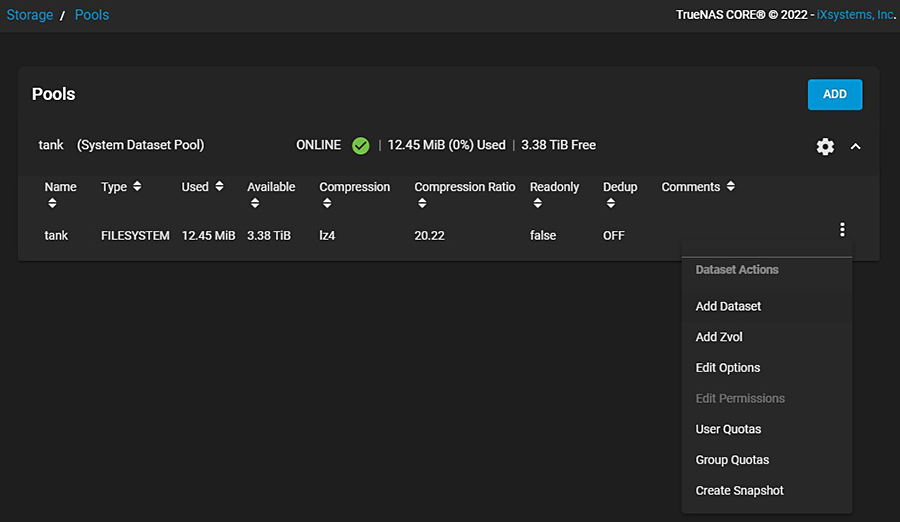 Storage / Pools
TrueNAS CORE® © 2022 - iXsystems, Inc.
Pools
ADD
tank (System Dataset Pool) ONLINE | 12.45 MiB (0%) Used | 3.38 TiB Free
Name Type Used Available Compression Compression Ratio Readonly Dedup Comments
tank FILESYSTEM 12.45 MiB 3.38 TiB lz4 20.22 false OFF
Dataset Actions
Add Dataset
Add Zvol
Edit Options
Edit Permissions
User Quotas
Group Quotas
Create Snapshot